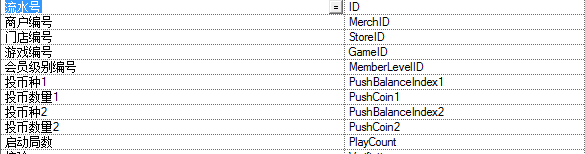 流水号 = ID
商户编号 MerchID
门店编号 StoreID
游戏编号 GameID
会员级别编号 MemberLevelID
投币种1 PushBalanceIndex1
投币数量1 PushCoin1
投币种2 PushBalanceIndex2
投币数量2 PushCoin2
启动局数 PlayCount